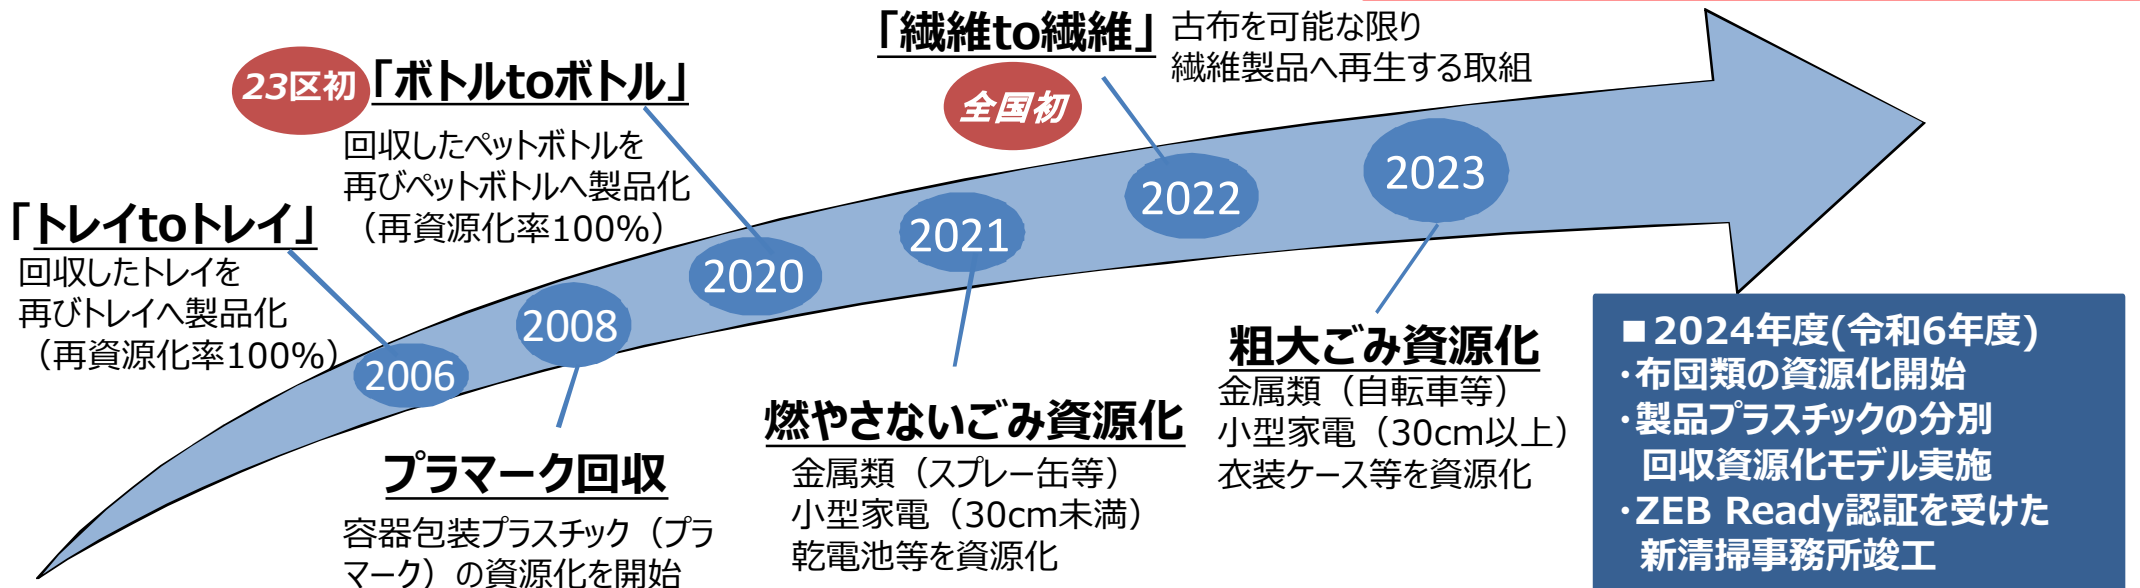 「トレイtoトレイ」
回収したトレイを
再びトレイへ製品化
（再資源化率100%）
2006
23区初
「ボトルtoボトル」
回収したペットボトルを
再びペットボトルへ製品化
（再資源化率100%）
2008
プラマーク回収
容器包装プラスチック（プラ
マーク）の資源化を開始
2020
2021
燃やさないごみ資源化
金属類（スプレー缶等）
小型家電（30cm未満）
乾電池等を資源化
「繊維to繊維」
古布を可能な限り
繊維製品へ再生する取組
全国初
2022
2023
粗大ごみ資源化
金属類（自転車等）
小型家電（30cm以上）
衣装ケース等を資源化
■2024年度(令和6年度)
・布団類の資源化開始
・製品プラスチックの分別
回収資源化モデル実施
・ZEB Ready認証を受けた
新清掃事務所竣工